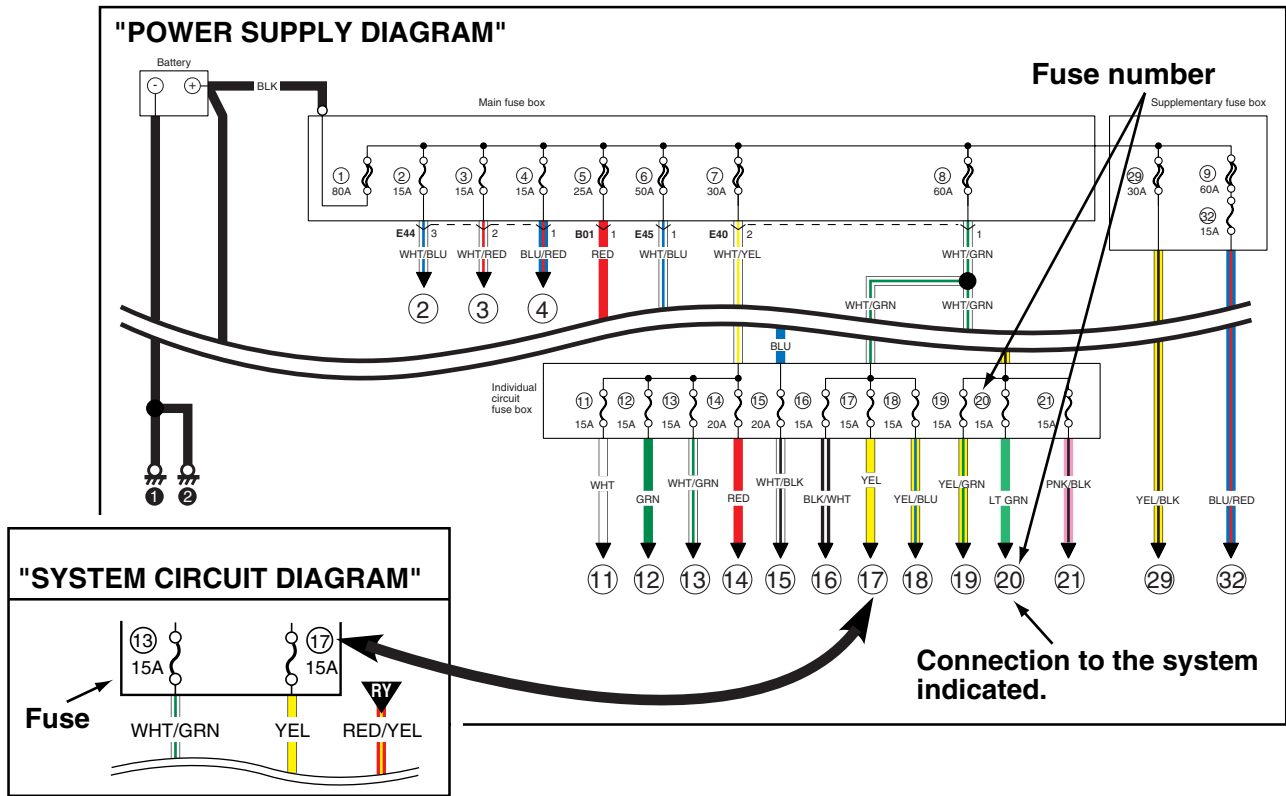 "POWER SUPPLY DIAGRAM"
Battery
- +
BLK
Fuse number
Main fuse box
Supplementary fuse box
1 2 3 4 5 6 7 8 29 9
80A 15A 15A 15A 25A 50A 30A 60A 30A 60A
32
15A
E44 3 2 1 B01 1 E45 1 E40 2 1
WHT/BLU WHT/RED BLU/RED RED WHT/BLU WHT/YEL WHT/GRN
2 3 4
WHT/GRN WHT/GRN
BLU
Individual
circuit
fuse box
11 12 13 14 15 16 17 18 19 20 21
15A 15A 15A 20A 20A 15A 15A 15A 15A 15A 15A
WHT GRN WHT/GRN RED WHT/BLK BLK/WHT YEL YEL/BLU YEL/GRN LT GRN PNK/BLK YEL/BLK BLU/RED
1 2
11 12 13 14 15 16 17 18 19 20 21 29 32
Connection to the system
indicated.
"SYSTEM CIRCUIT DIAGRAM"
13 17
15A 15A
Fuse
RY
WHT/GRN YEL RED/YEL